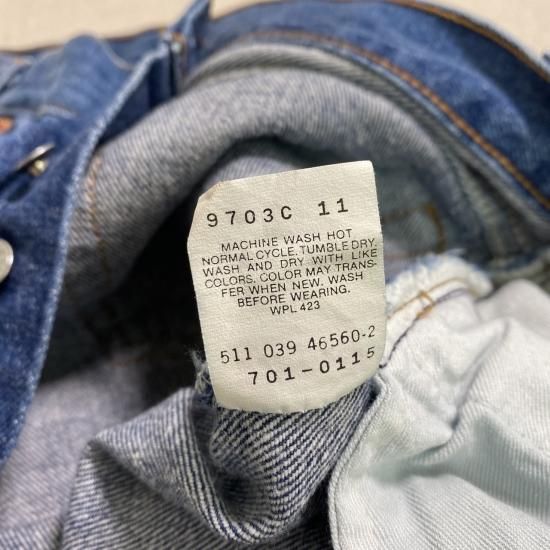 9703C 11
MACHINE WASH HOT
NORMAL CYCLE. TUMBLE DRY.
WASH AND DRY WITH LIKE
COLORS. COLOR MAY TRANS-
FER WHEN NEW. WASH
BEFORE WEARING.
WPL 423
511 039 46560-2
701-0115